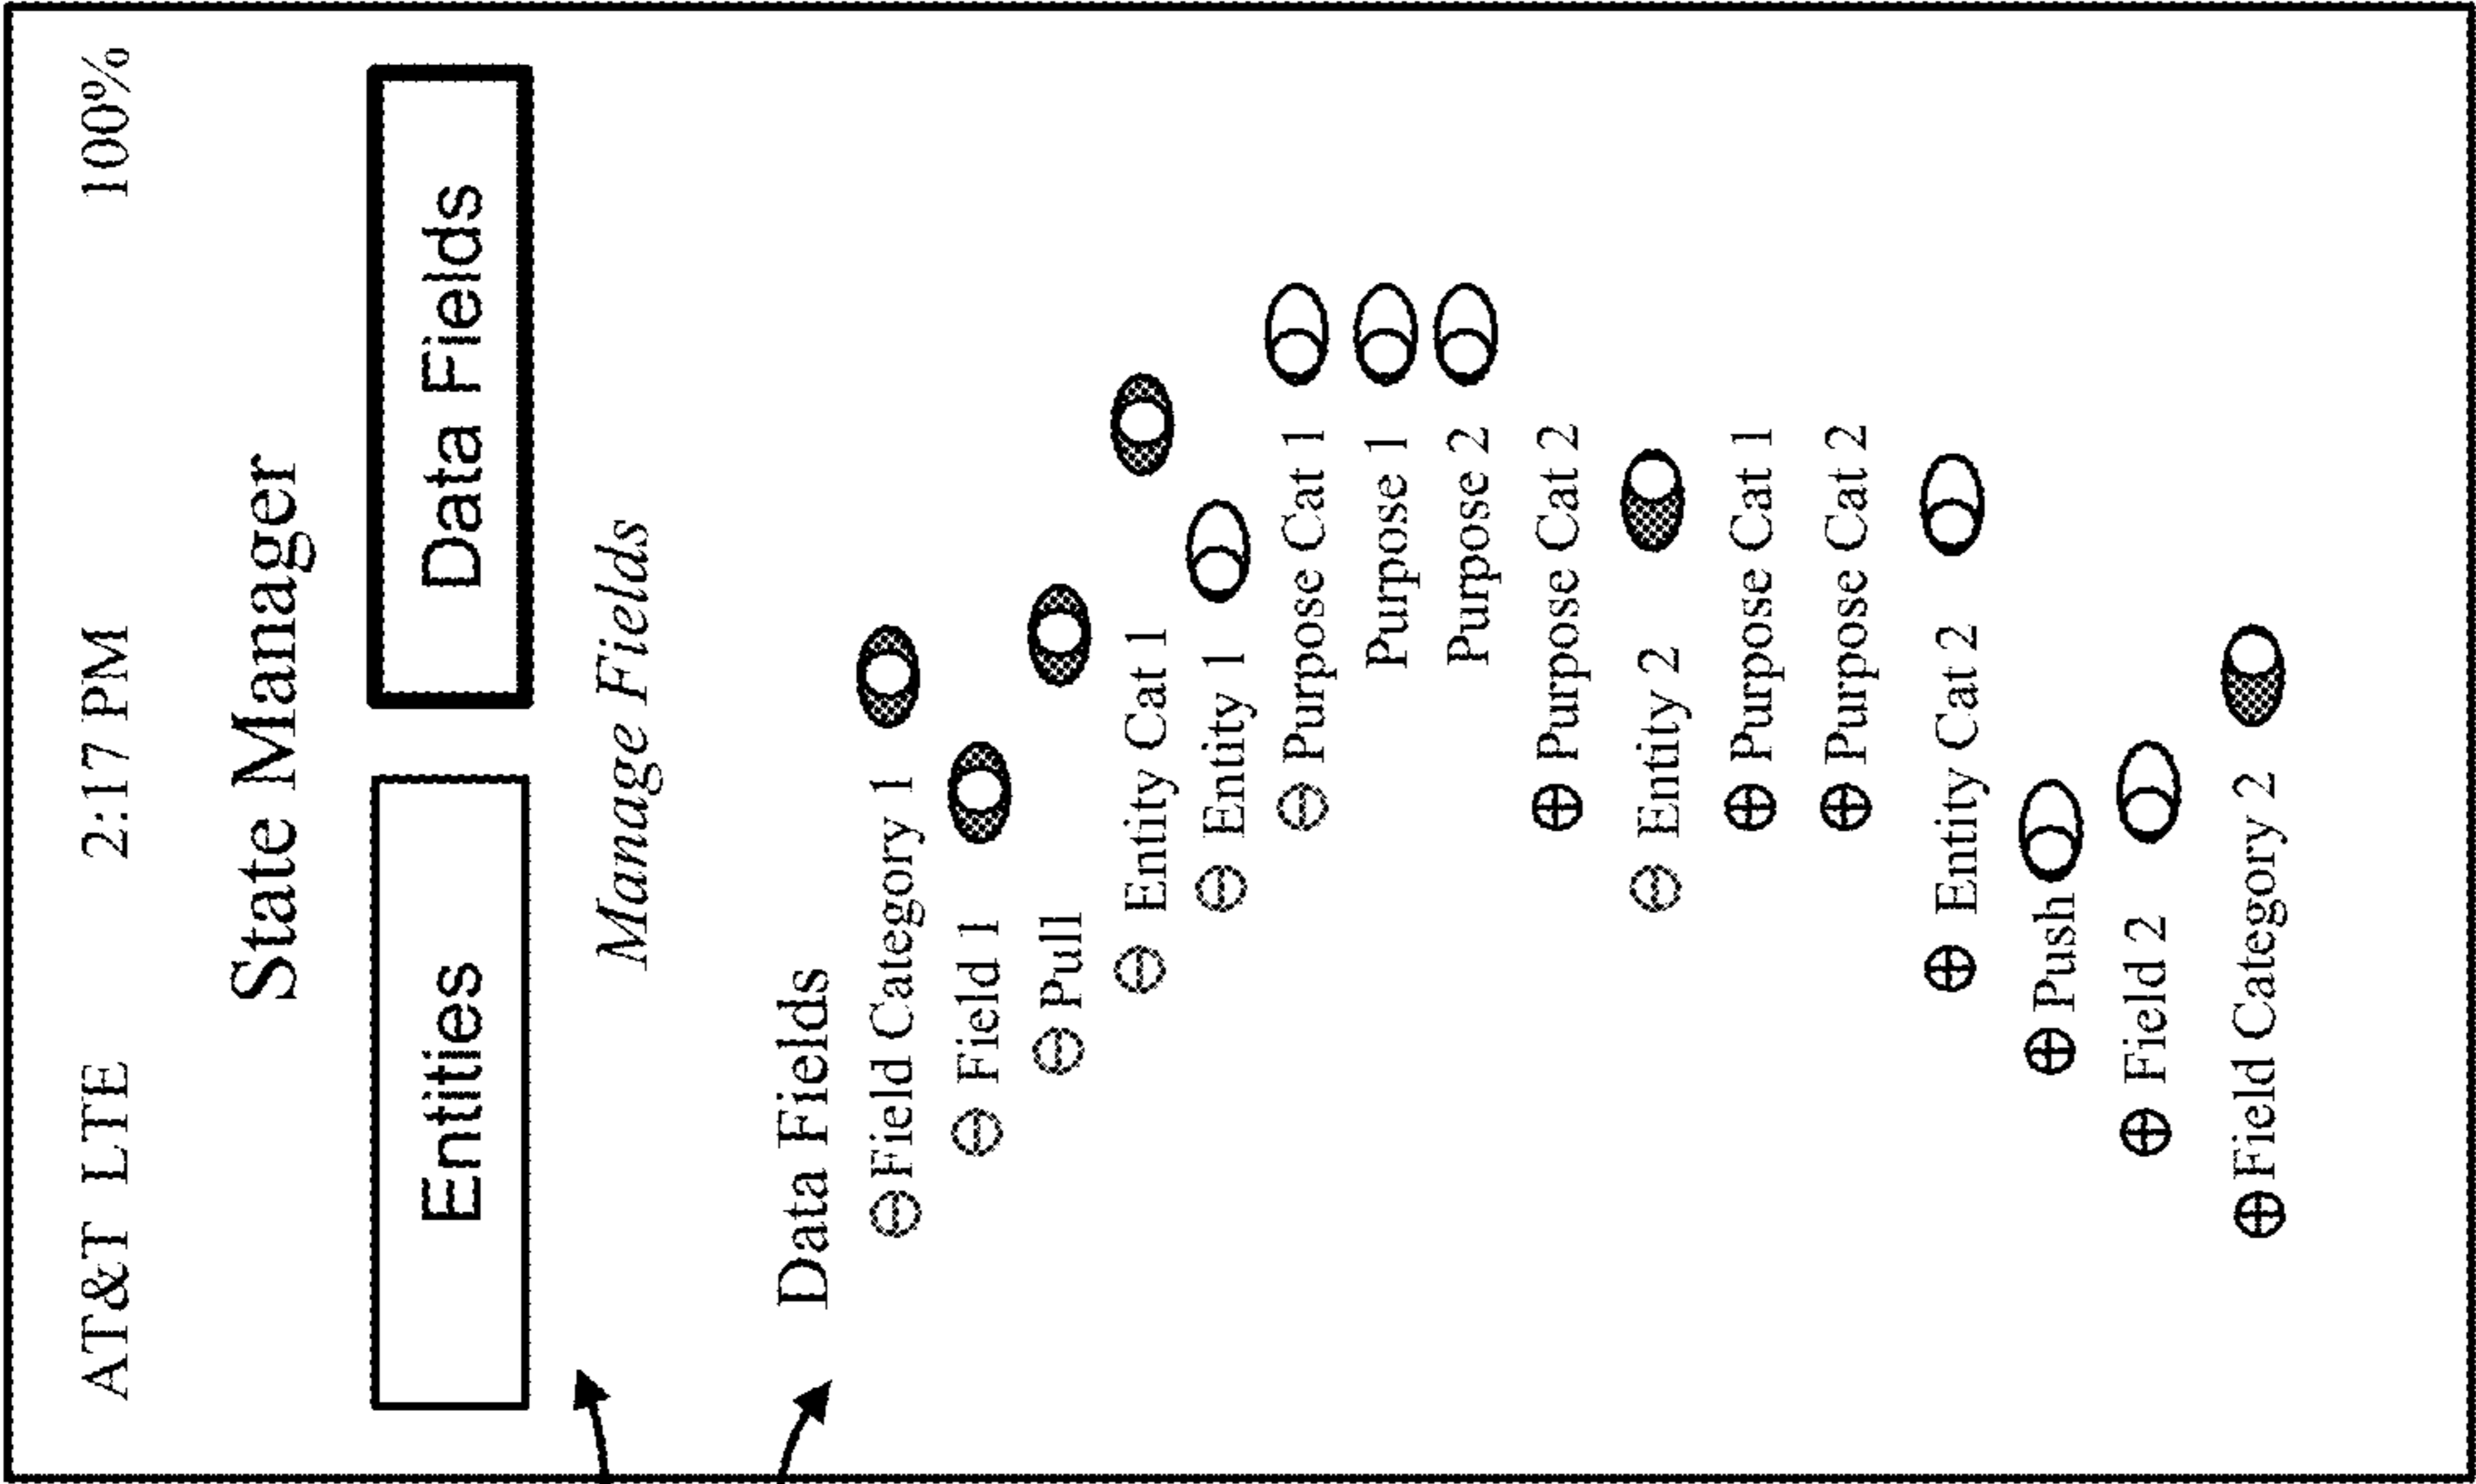 AT&T LTE 2:17 PM 100%
State Manager
Entities Data Fields
Manage Fields
Data Fields
Field Category 1
Field 1
Pull
Entity Cat 1
Entity 1
Purpose Cat 1
Purpose 1
Purpose 2
Purpose Cat 2
Entity 2
Purpose Cat 1
Purpose Cat 2
Entity Cat 2
Push
Field 2
Field Category 2